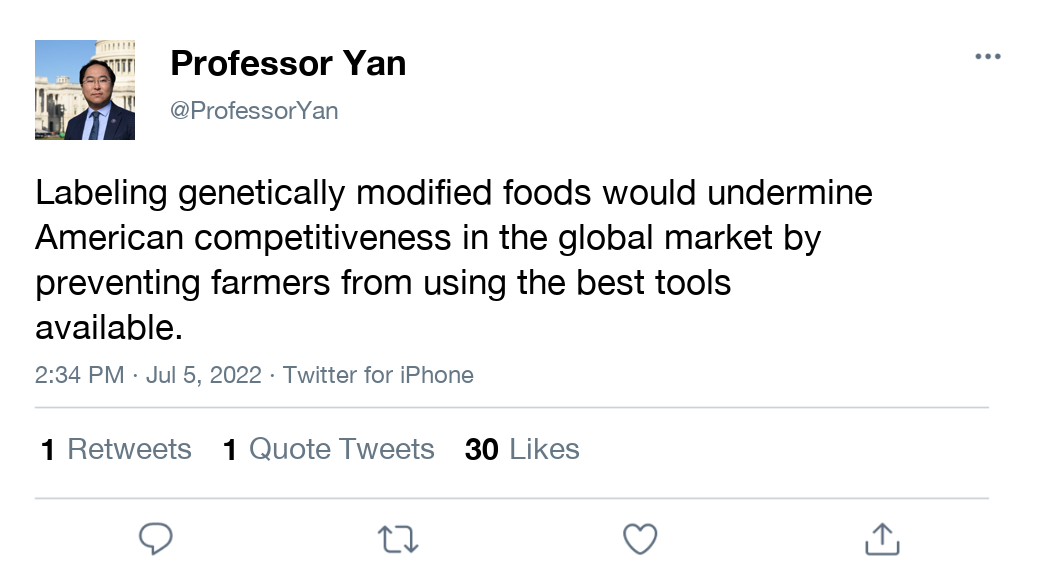 Professor Yan
@ProfessorYan
Labeling genetically modified foods would undermine
American competitiveness in the global market by
preventing farmers from using the best tools
available.
2:34 PM · Jul 5, 2022 · Twitter for iPhone
1 Retweets 1 Quote Tweets 30 Likes